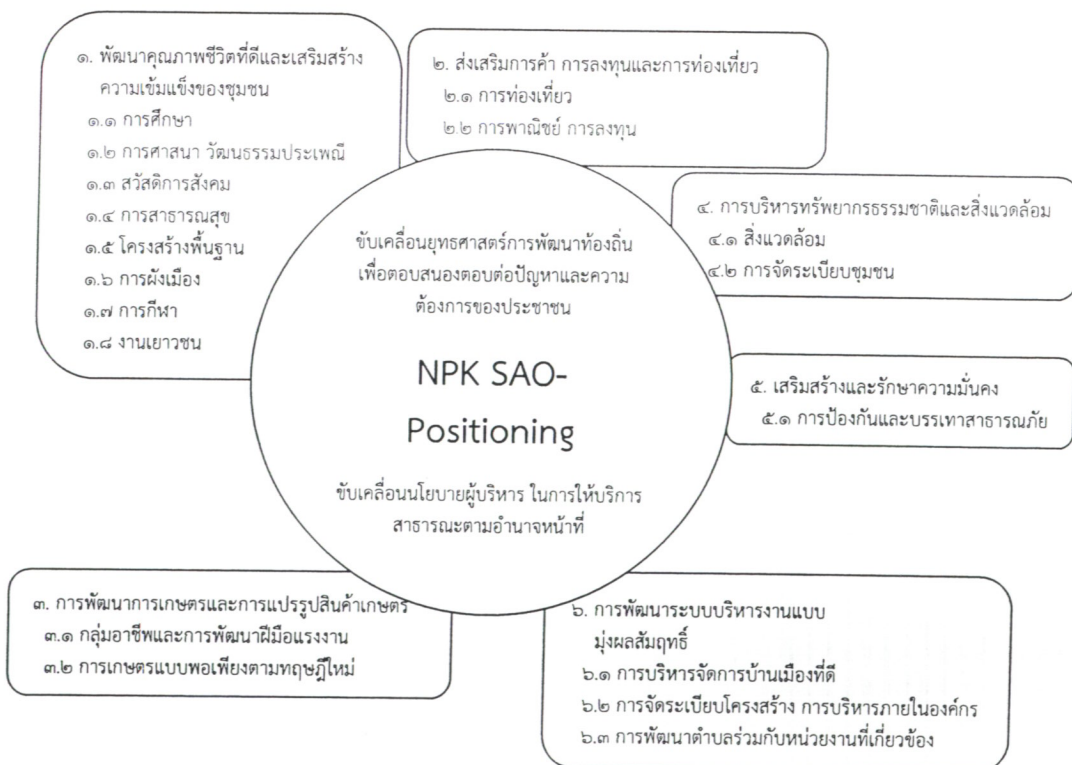 ๑. พัฒนาคุณภาพชีวิตที่ดีและเสริมสร้าง
ความเข้มแข็งของชุมชน
๑.๑ การศึกษา
๑.๒ การศาสนา วัฒนธรรมประเพณี
๑.๓ สวัสดิการสังคม
๑.๔ การสาธารณสุข
๑.๕ โครงสร้างพื้นฐาน
๑.๖ การผังเมือง
๑.๗ การกีฬา
๑.๘ งานเยาวชน
๒. ส่งเสริมการค้า การลงทุนและการท่องเที่ยว
๒.๑ การท่องเที่ยว
๒.๒ การพาณิชย์ การลงทุน
๔. การบริหารทรัพยากรธรรมชาติและสิ่งแวดล้อม
๔.๑ สิ่งแวดล้อม
๔.๒ การจัดระเบียบชุมชน
ขับเคลื่อนยุทธศาสตร์การพัฒนาท้องถิ่น
เพื่อตอบสนองตอบต่อปัญหาและความ
ต้องการของประชาชน
NPK SAO-
Positioning
ขับเคลื่อนนโยบายผู้บริหาร ในการให้บริการ
สาธารณะตามอำนาจหน้าที่
๕. เสริมสร้างและรักษาความมั่นคง
๕.๑ การป้องกันและบรรเทาสาธารณภัย
๓. การพัฒนาการเกษตรและการแปรรูปสินค้าเกษตร
๓.๑ กลุ่มอาชีพและการพัฒนาฝีมือแรงงาน
๓.๒ การเกษตรแบบพอเพียงตามทฤษฎีใหม่
๖. การพัฒนาระบบบริหารงานแบบ
มุ่งผลสัมฤทธิ์
๖.๑ การบริหารจัดการบ้านเมืองที่ดี
๖.๒ การจัดระเบียบโครงสร้าง การบริหารภายในองค์กร
๖.๓ การพัฒนาตำบลร่วมกับหน่วยงานที่เกี่ยวข้อง